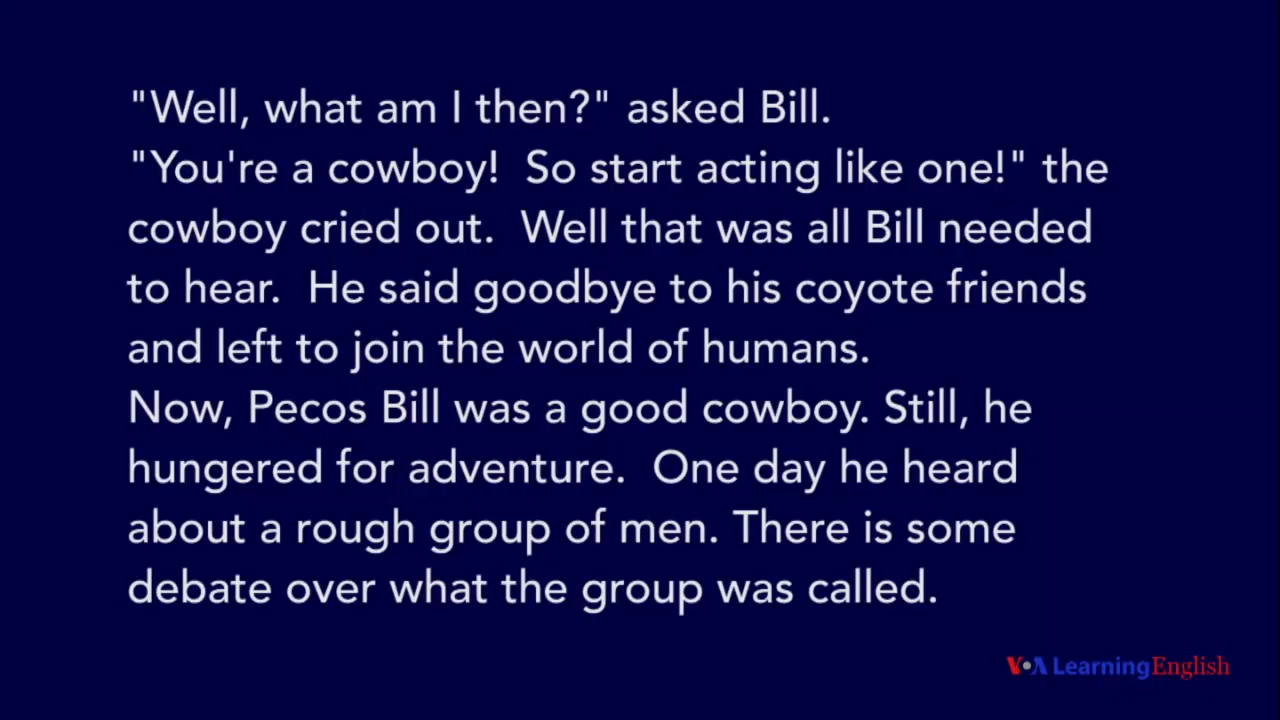 "Well, what am I then?" asked Bill.
"You're a cowboy!  So start acting like one!" the
cowboy cried out.  Well that was all Bill needed
to hear.  He said goodbye to his coyote friends
and left to join the world of humans.
Now, Pecos Bill was a good cowboy. Still, he
hungered for adventure.  One day he heard
about a rough group of men. There is some
debate over what the group was called.
VOA LearningEnglish